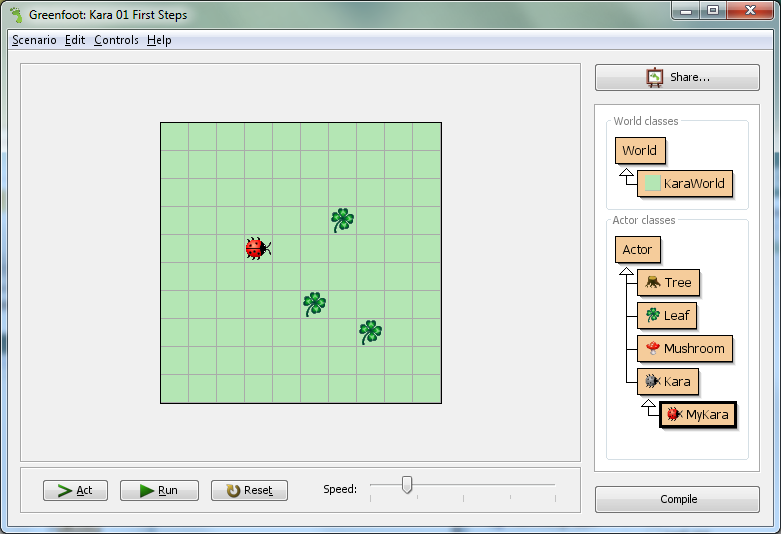 Greenfoot: Kara 01 First Steps
Scenario Edit Controls Help
Share...
World classes
World
KaraWorld
Actor classes
Actor
Tree
Leaf
Mushroom
Kara
MyKara
Act
Run
Reset
Speed:
Compile